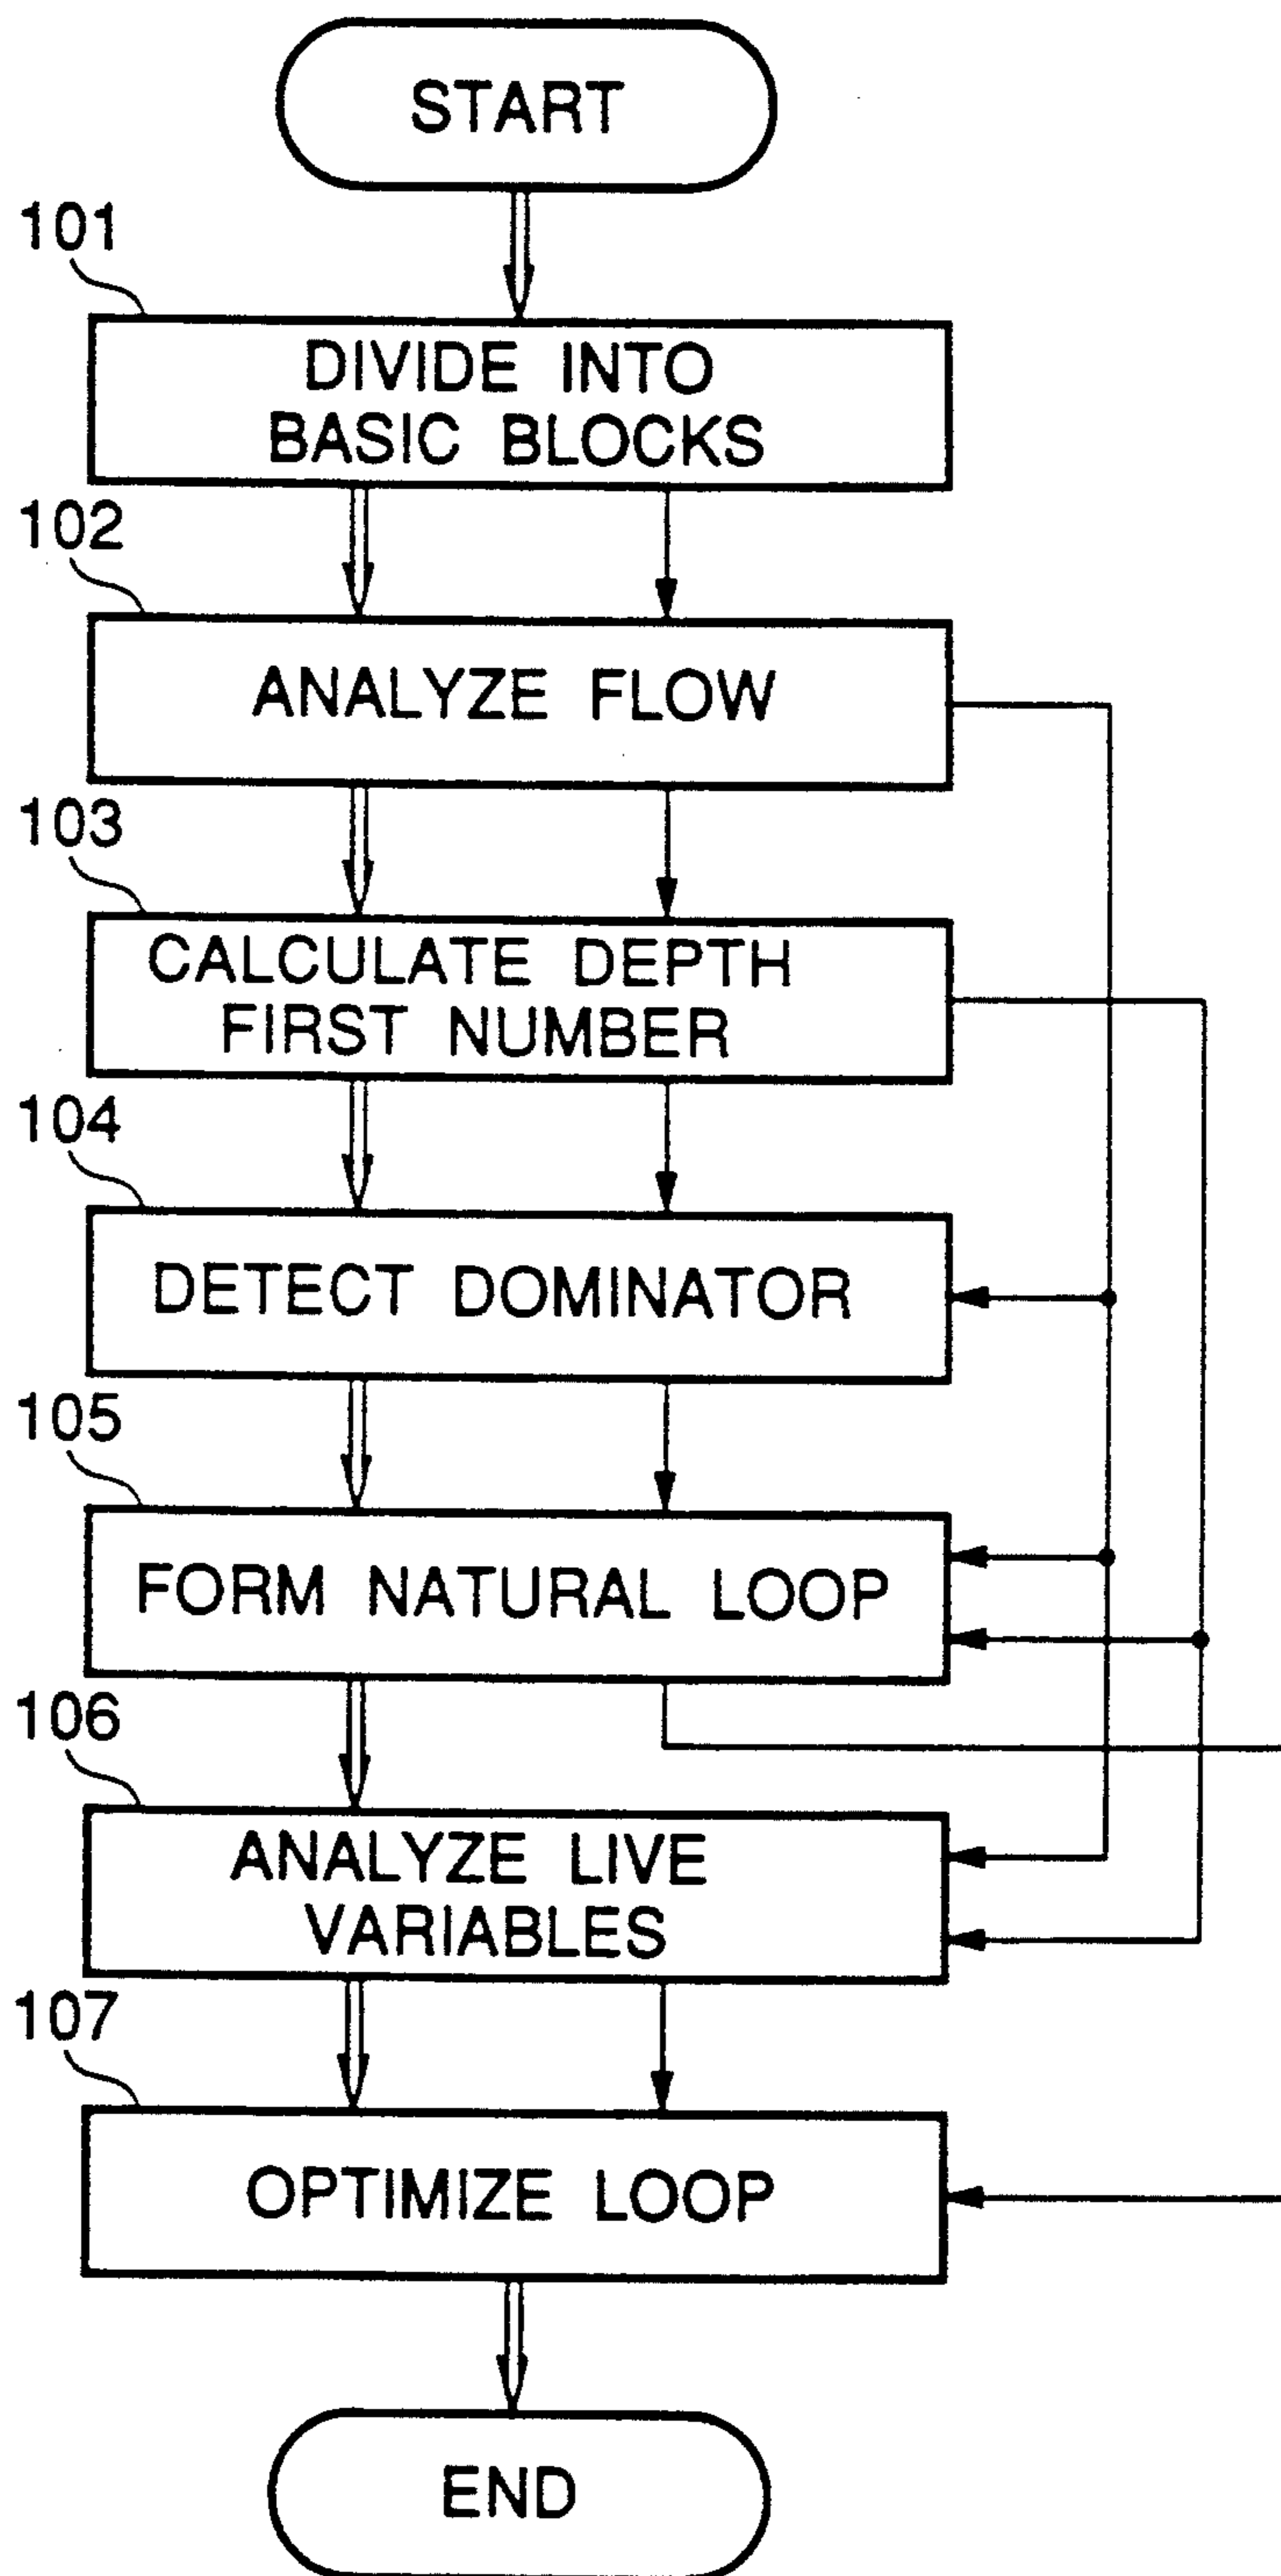 START
101
DIVIDE INTO
BASIC BLOCKS
102
ANALYZE FLOW
103
CALCULATE DEPTH
FIRST NUMBER
104
DETECT DOMINATOR
105
FORM NATURAL LOOP
106
ANALYZE LIVE
VARIABLES
107
OPTIMIZE LOOP
END